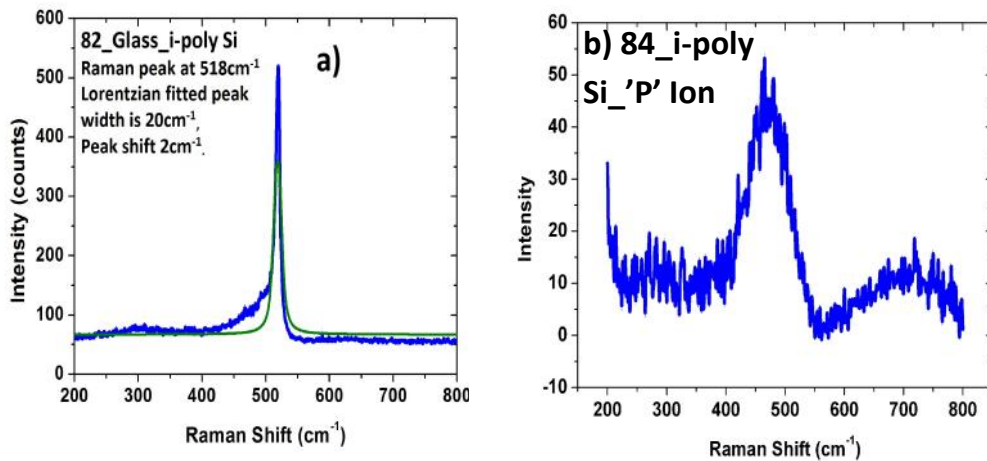 82_Glass_i-poly Si
Raman peak at 518cm⁻¹
Lorentzian fitted peak
width is 20cm⁻¹,
Peak shift 2cm⁻¹.
a)
Intensity (counts)
600
500
400
300
200
100
0
200 300 400 500 600 700 800
Raman Shift (cm⁻¹)
b) 84_i-poly
Si_’P’ Ion
Intensity
60
50
40
30
20
10
0
-10
200 300 400 500 600 700 800
Raman Shift (cm⁻¹)